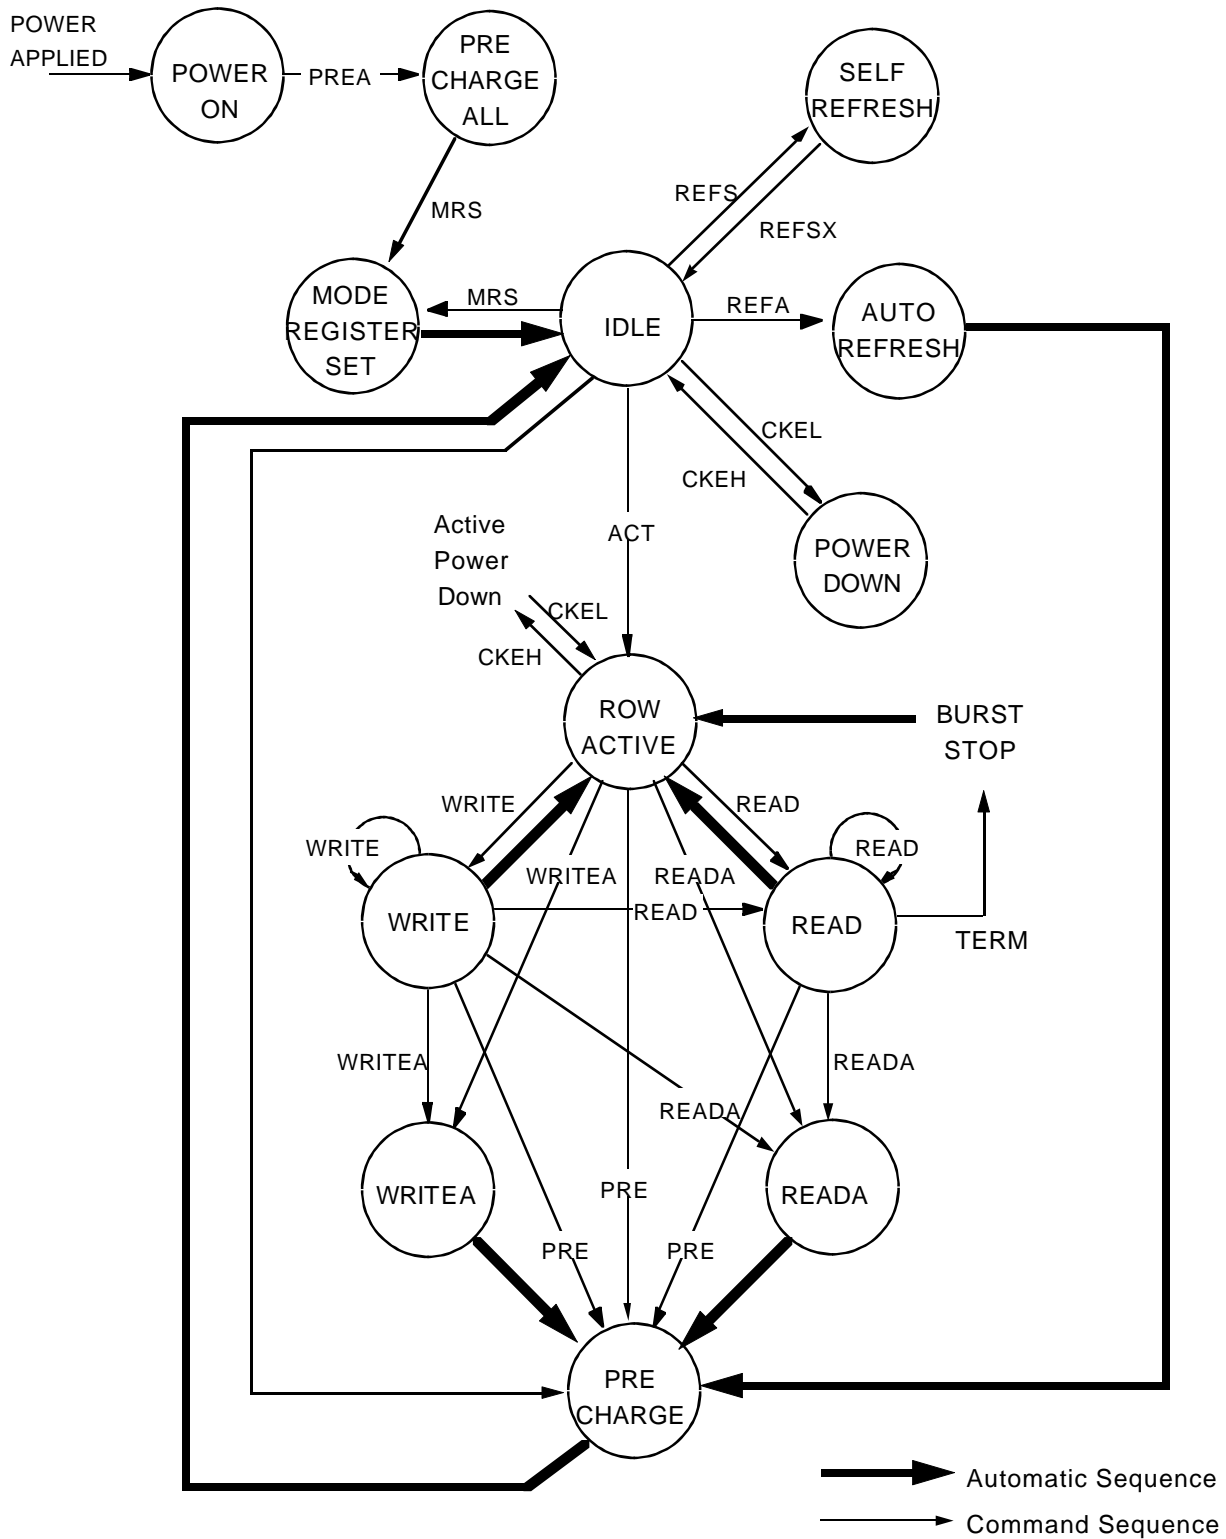 POWER
APPLIED
POWER
ON
PREA
PRE
CHARGE
ALL
SELF
REFRESH
MRS
REFS
REFSX
MODE
REGISTER
SET
MRS
IDLE
REFA
AUTO
REFRESH
CKEL
CKEH
Active
Power
Down
ACT
POWER
DOWN
CKEL
CKEH
ROW
ACTIVE
BURST
STOP
WRITE
READ
WRITE
READ
WRITEA
READA
WRITE
READ
READ
TERM
WRITEA
READA
READA
WRITEA
PRE
READA
PRE
PRE
PRE
CHARGE
Automatic Sequence
Command Sequence